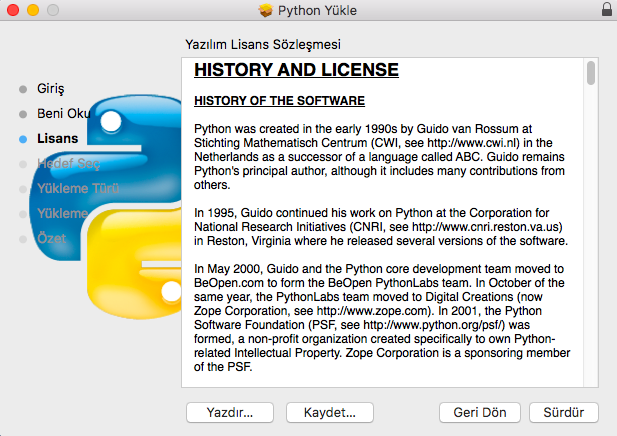 Python Yükle
Yazılım Lisans Sözleşmesi
Giriş
Beni Oku
Lisans
Hedef Seç
Yükleme Türü
Yükleme
Özet
HISTORY AND LICENSE
HISTORY OF THE SOFTWARE
Python was created in the early 1990s by Guido van Rossum at
Stichting Mathematisch Centrum (CWI, see http://www.cwi.nl) in the
Netherlands as a successor of a language called ABC. Guido remains
Python's principal author, although it includes many contributions from
others.
In 1995, Guido continued his work on Python at the Corporation for
National Research Initiatives (CNRI, see http://www.cnri.reston.va.us)
in Reston, Virginia where he released several versions of the software.
In May 2000, Guido and the Python core development team moved to
BeOpen.com to form the BeOpen PythonLabs team. In October of the
same year, the PythonLabs team moved to Digital Creations (now
Zope Corporation, see http://www.zope.com). In 2001, the Python
Software Foundation (PSF, see http://www.python.org/psf/) was
formed, a non-profit organization created specifically to own Python-
related Intellectual Property. Zope Corporation is a sponsoring member
of the PSF.
Yazdır...
Kaydet...
Geri Dön
Sürdür